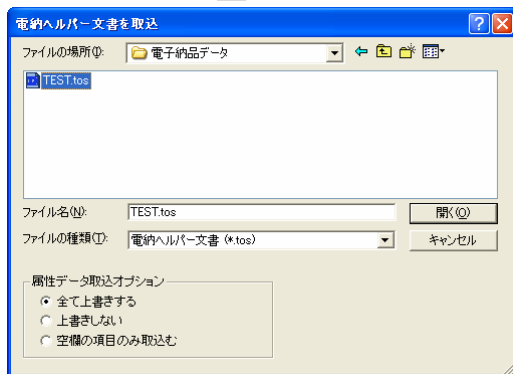 電納ヘルパー文書を取込
ファイルの場所(I):
電子納品データ
TEST.tos
ファイル名(N):
TEST.tos
開く(O)
ファイルの種類(T):
電納ヘルパー文書 (*.tos)
キャンセル
属性データ取込オプション
全て上書きする
上書きしない
空欄の項目のみ取込む